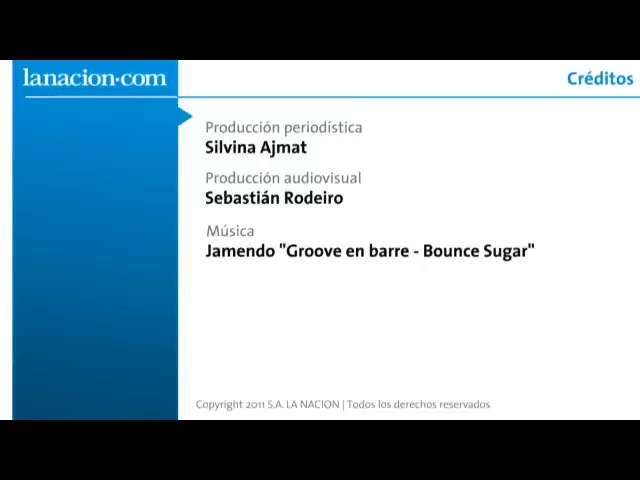 lanacion.com
Créditos
Producción periodística
Silvina Ajmat
Producción audiovisual
Sebastián Rodeiro
Música
Jamendo "Groove en barre - Bounce Sugar"
Copyright 2011 S.A. LA NACION | Todos los derechos reservados